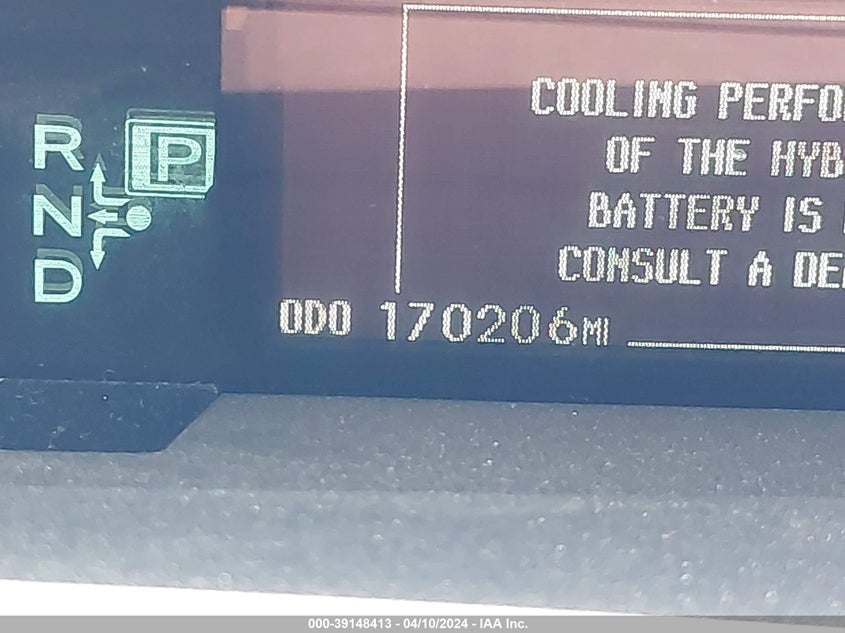 COOLING PERFO
OF THE HYB
BATTERY IS
CONSULT A DE
R
P
N
D
ODO 170206MI
000-39148413 - 04/10/2024 - IAA Inc.